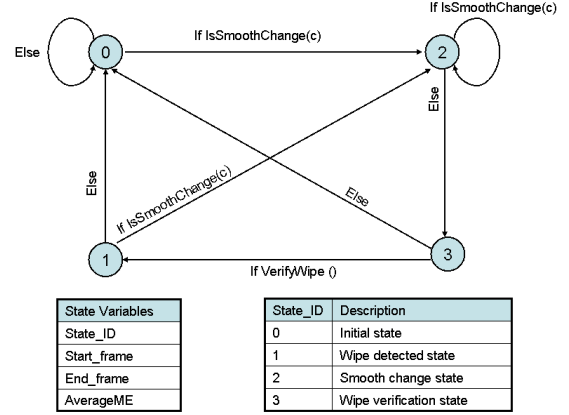 If IsSmoothChange(c)
If IsSmoothChange(c)
Else
0
2
Else
Else
If IsSmoothChange(c)
Else
1
3
If VerifyWipe ()
State Variables
State_ID
Start_frame
End_frame
AverageME
State_ID Description
0 Initial state
1 Wipe detected state
2 Smooth change state
3 Wipe verification state